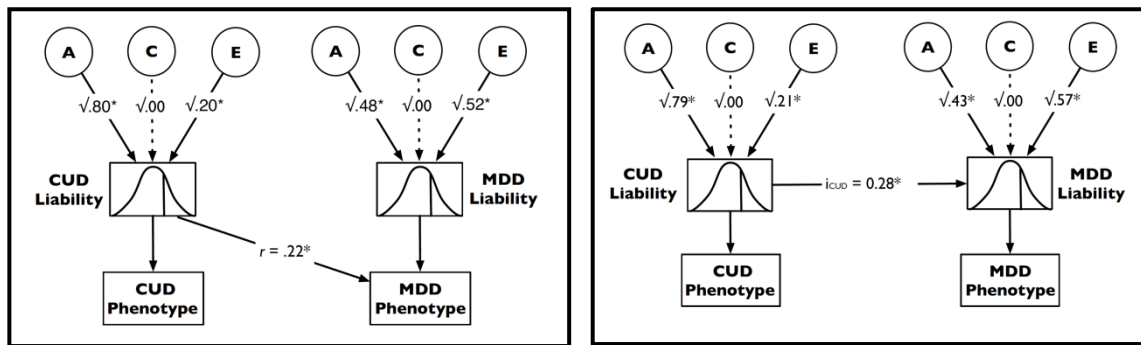 A C E A C E
√.80* √.00 √.20* √.48* √.00 √.52*
CUD
Liability
MDD
Liability
r = .22*
CUD
Phenotype
MDD
Phenotype
A C E A C E
√.79* √.00 √.21* √.43* √.00 √.57*
CUD
Liability
iCUD = 0.28*
MDD
Liability
CUD
Phenotype
MDD
Phenotype